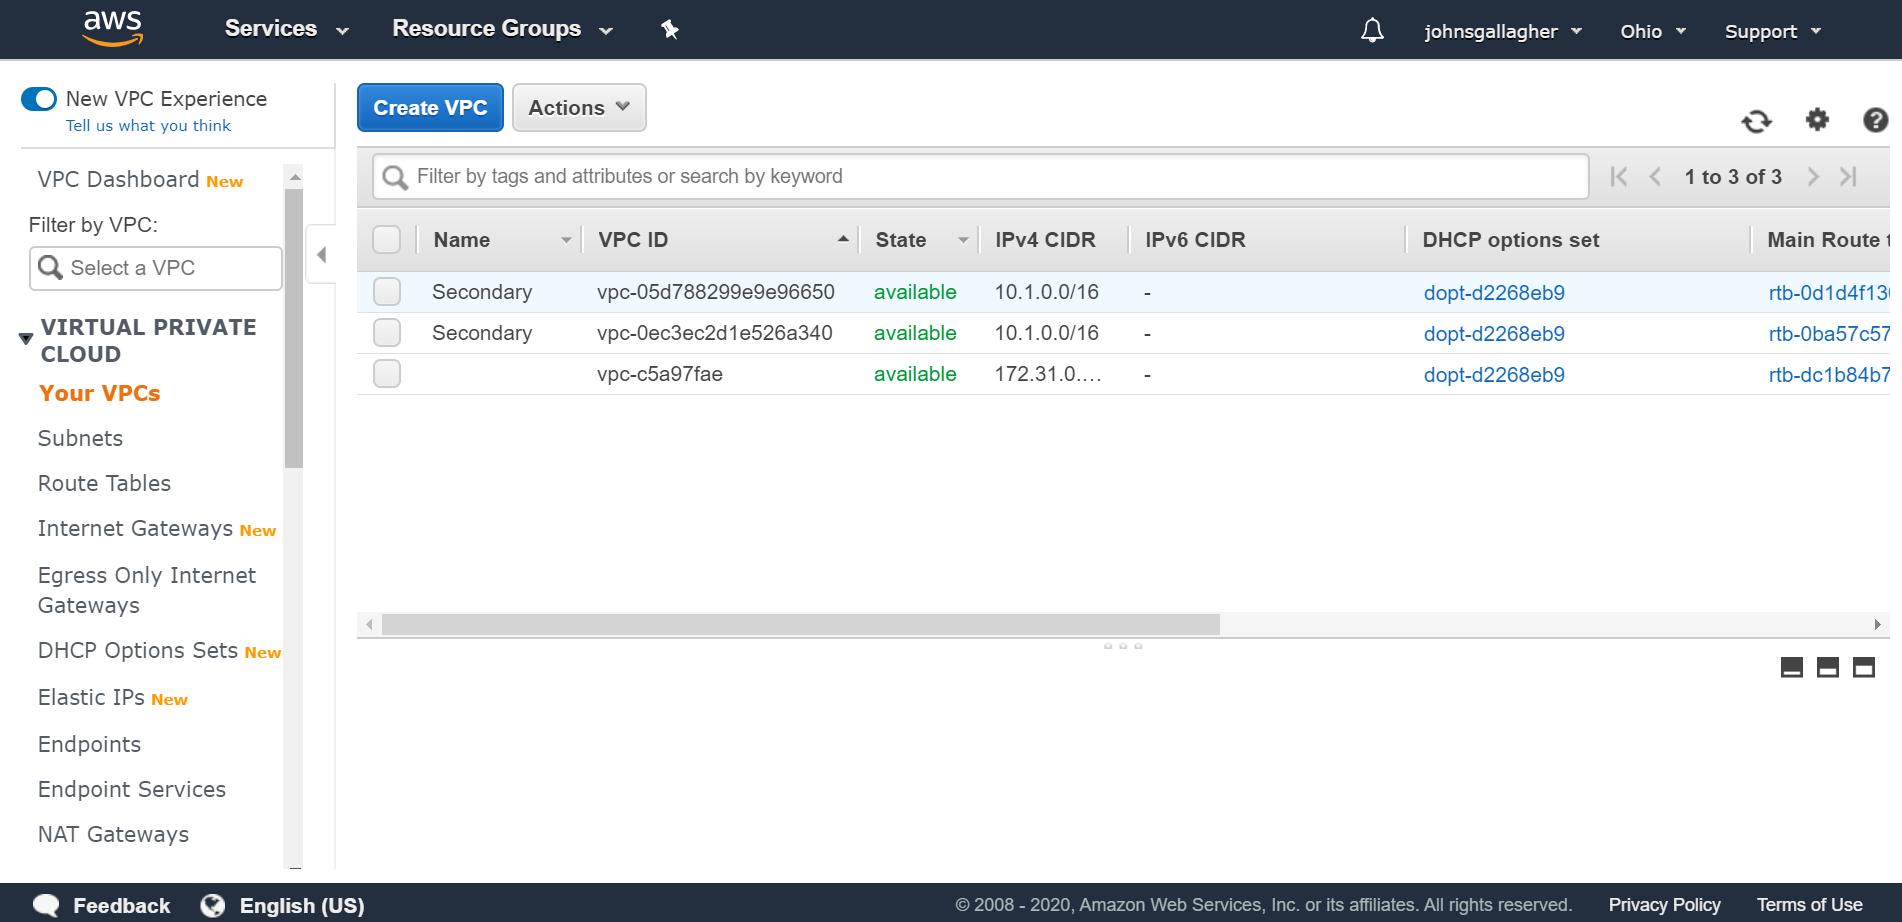 aws Services Resource Groups johnsgallagher Ohio Support
New VPC Experience
Tell us what you think
VPC Dashboard New
Filter by VPC:
Select a VPC
VIRTUAL PRIVATE
CLOUD
Your VPCs
Subnets
Route Tables
Internet Gateways New
Egress Only Internet
Gateways
DHCP Options Sets New
Elastic IPs New
Endpoints
Endpoint Services
NAT Gateways
Create VPC Actions
Filter by tags and attributes or search by keyword 1 to 3 of 3
Name VPC ID State IPv4 CIDR IPv6 CIDR DHCP options set Main Route t
Secondary vpc-05d788299e9e96650 available 10.1.0.0/16 - dopt-d2268eb9 rtb-0d1d4f130
Secondary vpc-0ec3ec2d1e526a340 available 10.1.0.0/16 - dopt-d2268eb9 rtb-0ba57c57
vpc-c5a97fae available 172.31.0.... - dopt-d2268eb9 rtb-dc1b84b7
Feedback English (US) © 2008 - 2020, Amazon Web Services, Inc. or its affiliates. All rights reserved. Privacy Policy Terms of Use